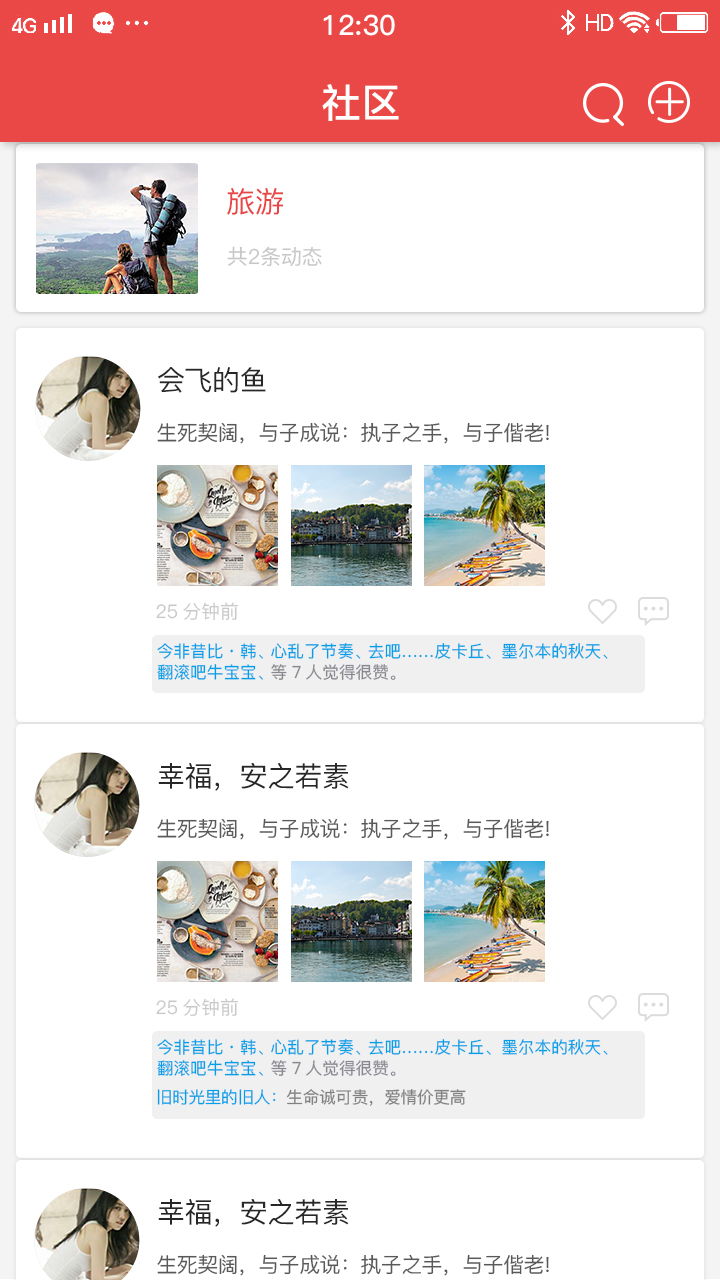 4G 12:30 HD
社区
旅游
共2条动态
会飞的鱼
生死契阔，与子成说：执子之手，与子偕老!
25 分钟前
今非昔比·韩、心乱了节奏、去吧......皮卡丘、墨尔本的秋天、
翻滚吧牛宝宝、等 7 人觉得很赞。
幸福，安之若素
生死契阔，与子成说：执子之手，与子偕老!
25 分钟前
今非昔比·韩、心乱了节奏、去吧......皮卡丘、墨尔本的秋天、
翻滚吧牛宝宝、等 7 人觉得很赞。
旧时光里的旧人：生命诚可贵，爱情价更高
幸福，安之若素
生死契阔，与子成说：执子之手，与子偕老!